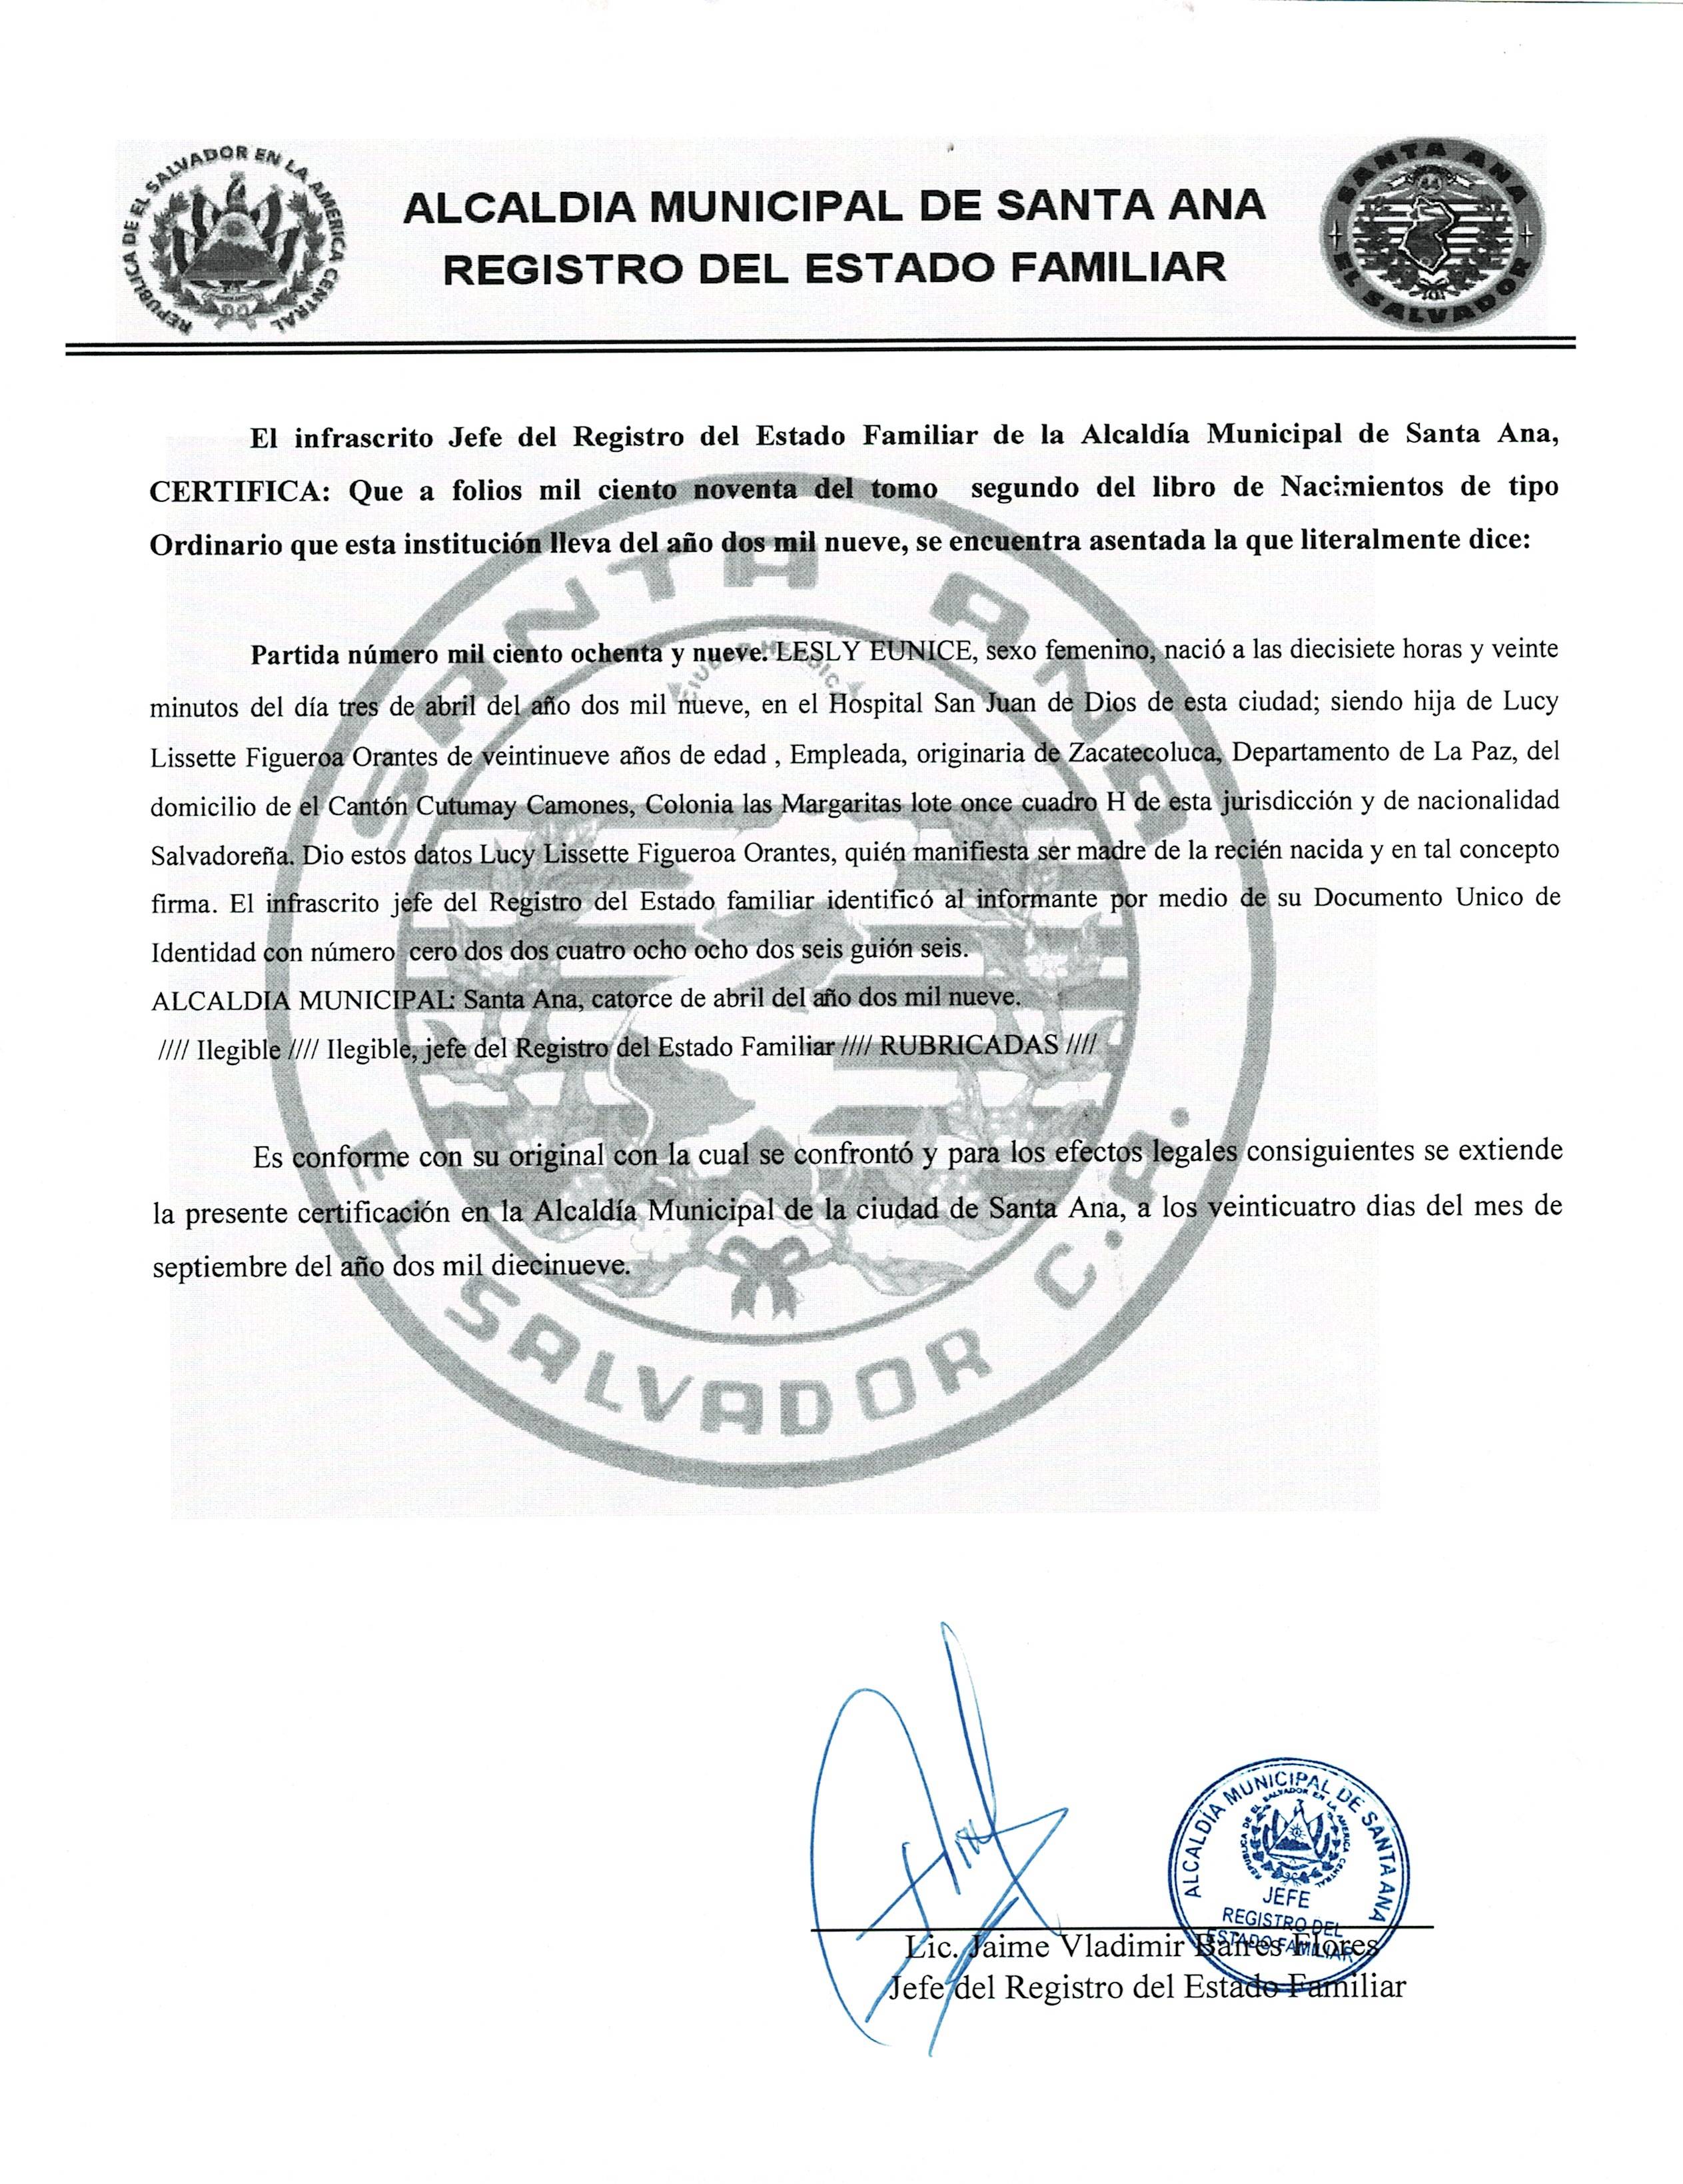 REPUBLICA DE EL SALVADOR EN LA AMERICA CENTRAL
ALCALDIA MUNICIPAL DE SANTA ANA
REGISTRO DEL ESTADO FAMILIAR
SANTA ANA
EL SALVADOR
El infrascrito Jefe del Registro del Estado Familiar de la Alcaldía Municipal de Santa Ana,
CERTIFICA: Que a folios mil ciento noventa del tomo segundo del libro de Nacimientos de tipo
Ordinario que esta institución lleva del año dos mil nueve, se encuentra asentada la que literalmente dice:
Partida número mil ciento ochenta y nueve. LESLY EUNICE, sexo femenino, nació a las diecisiete horas y veinte
minutos del día tres de abril del año dos mil nueve, en el Hospital San Juan de Dios de esta ciudad; siendo hija de Lucy
Lissette Figueroa Orantes de veintinueve años de edad , Empleada, originaria de Zacatecoluca, Departamento de La Paz, del
domicilio de el Cantón Cutumay Camones, Colonia las Margaritas lote once cuadro H de esta jurisdicción y de nacionalidad
Salvadoreña. Dio estos datos Lucy Lissette Figueroa Orantes, quién manifiesta ser madre de la recién nacida y en tal concepto
firma. El infrascrito jefe del Registro del Estado familiar identificó al informante por medio de su Documento Unico de
Identidad con número cero dos dos cuatro ocho ocho dos seis guión seis.
ALCALDIA MUNICIPAL: Santa Ana, catorce de abril del año dos mil nueve.
//// Ilegible //// Ilegible, jefe del Registro del Estado Familiar //// RUBRICADAS ////
Es conforme con su original con la cual se confrontó y para los efectos legales consiguientes se extiende
la presente certificación en la Alcaldía Municipal de la ciudad de Santa Ana, a los veinticuatro dias del mes de
septiembre del año dos mil diecinueve.
SANTA ANA
EL SALVADOR C.A.
ALCALDÍA MUNICIPAL DE SANTA ANA
REPUBLICA DE EL SALVADOR EN LA AMERICA CENTRAL
JEFE
REGISTRO DEL
ESTADO FAMILIAR
Lic. Jaime Vladimir Baires Flores
Jefe del Registro del Estado Familiar